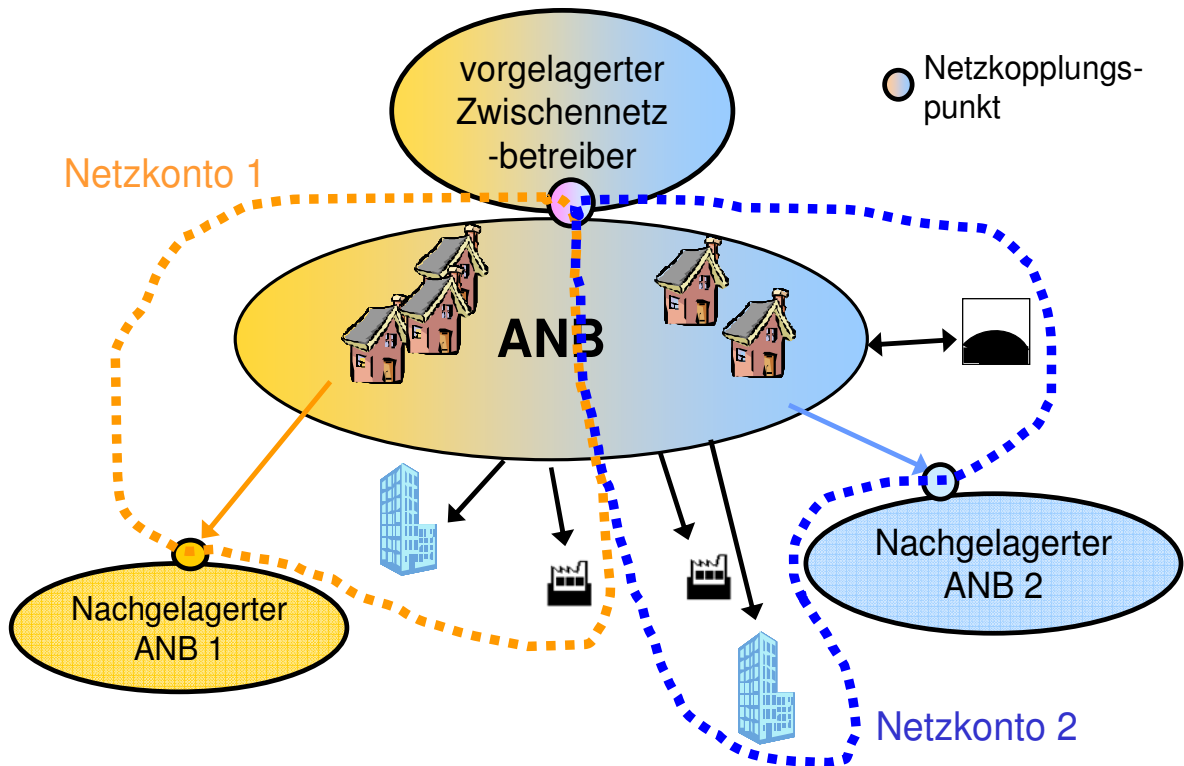 vorgelagerter
Zwischennetz
-betreiber
Netzkopplungs-
punkt
Netzkonto 1
ANB
Nachgelagerter
ANB 1
Nachgelagerter
ANB 2
Netzkonto 2